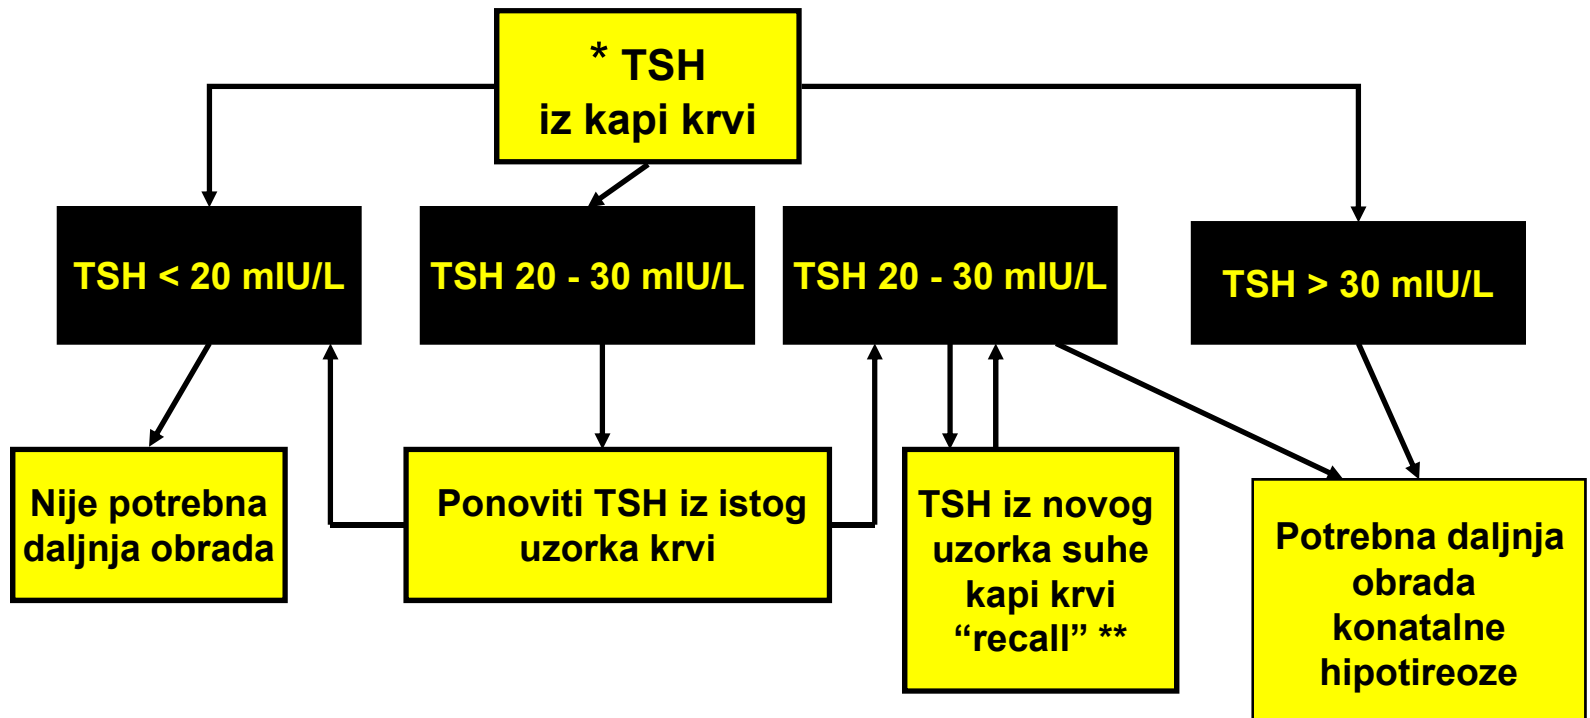 * TSH
iz kapi krvi
TSH < 20 mIU/L
TSH 20 - 30 mIU/L
TSH 20 - 30 mIU/L
TSH > 30 mIU/L
Nije potrebna
daljnja obrada
Ponoviti TSH iz istog
uzorka krvi
TSH iz novog
uzorka suhe
kapi krvi
“recall” **
Potrebna daljnja
obrada
konatalne
hipotireoze